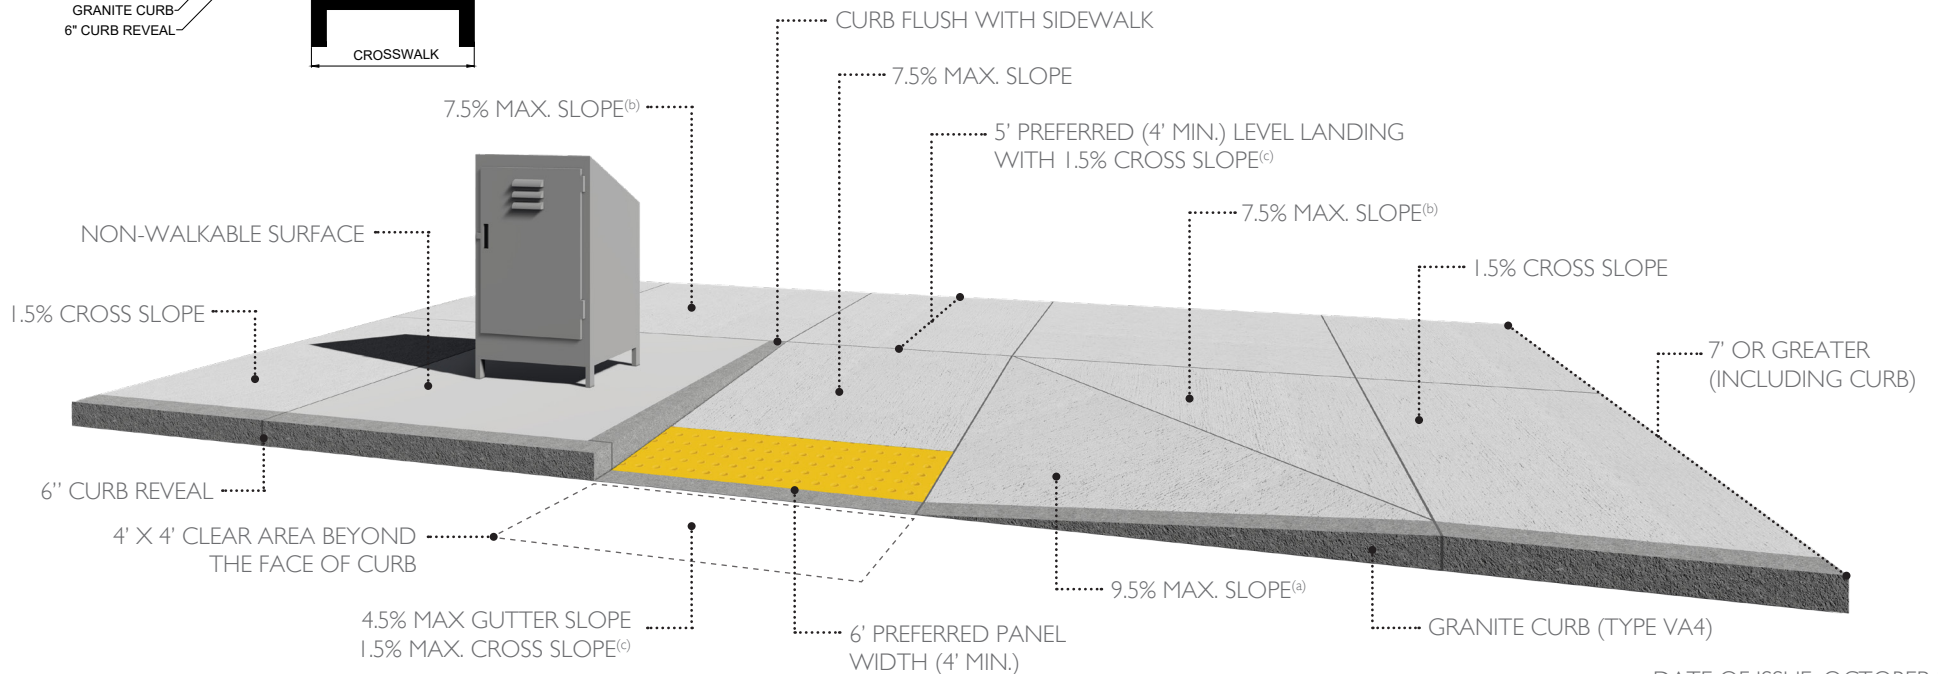 GRANITE CURB
6" CURB REVEAL
CROSSWALK
CURB FLUSH WITH SIDEWALK
7.5% MAX. SLOPE
7.5% MAX. SLOPE(b)
5' PREFERRED (4' MIN.) LEVEL LANDING
WITH 1.5% CROSS SLOPE(c)
7.5% MAX. SLOPE(b)
NON-WALKABLE SURFACE
1.5% CROSS SLOPE
1.5% CROSS SLOPE
7' OR GREATER
(INCLUDING CURB)
6'' CURB REVEAL
4' X 4' CLEAR AREA BEYOND
THE FACE OF CURB
9.5% MAX. SLOPE(a)
4.5% MAX GUTTER SLOPE
1.5% MAX. CROSS SLOPE(c)
6' PREFERRED PANEL
WIDTH (4' MIN.)
GRANITE CURB (TYPE VA4)
DATE OF ISSUE: OCTOBER